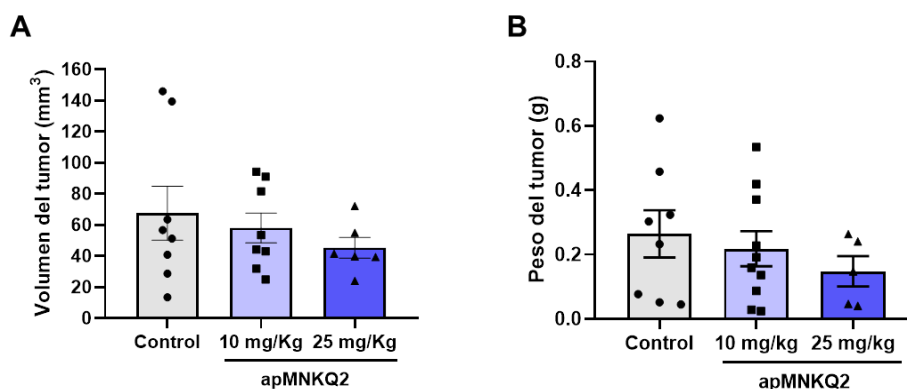 A
Volumen del tumor (mm³)
160
140
120
100
80
60
40
20
0
Control
10 mg/Kg
25 mg/Kg
apMNKQ2
B
Peso del tumor (g)
0.8
0.6
0.4
0.2
0.0
Control
10 mg/kg
25 mg/kg
apMNKQ2